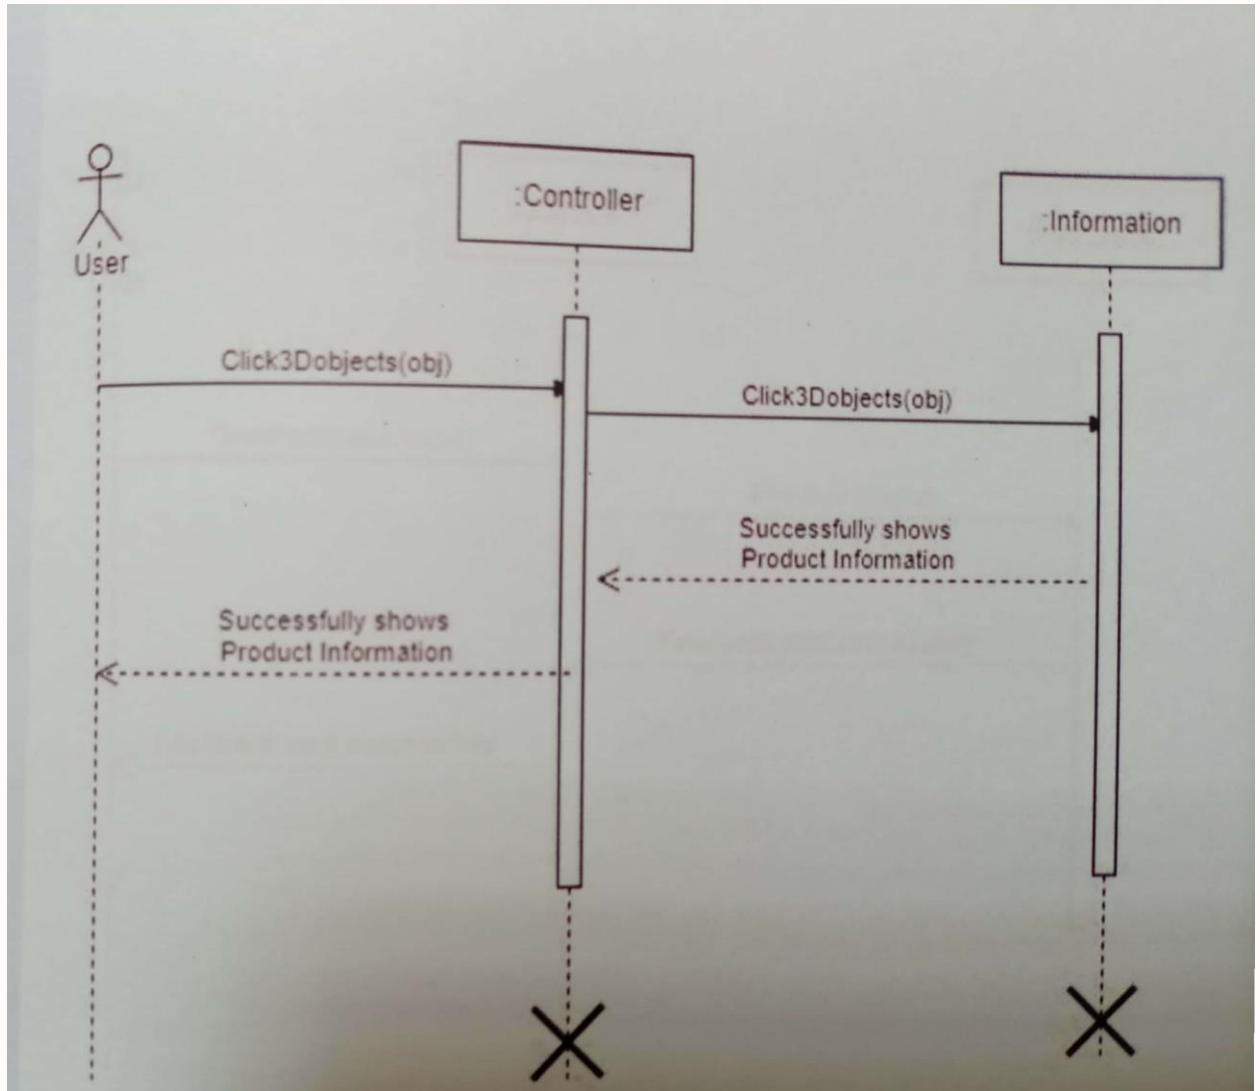 :Controller
:Information
User
Click3Dobjects(obj)
Click3Dobjects(obj)
Successfully shows
Product Information
Successfully shows
Product Information